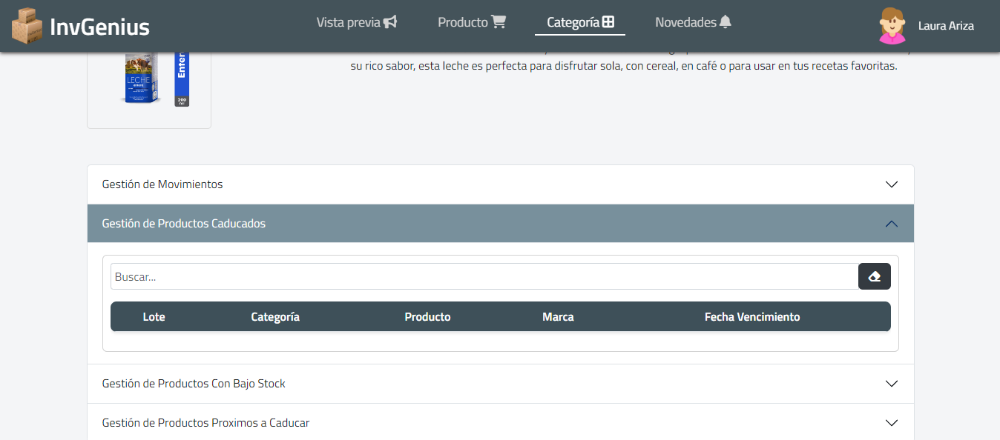 InvGenius
Vista previa
Producto
Categoría
Novedades
Laura Ariza
su rico sabor, esta leche es perfecta para disfrutar sola, con cereal, en café o para usar en tus recetas favoritas.
LECHE
entera
Entera
200
ml
Gestión de Movimientos
Gestión de Productos Caducados
Buscar...
Lote Categoría Producto Marca Fecha Vencimiento
Gestión de Productos Con Bajo Stock
Gestión de Productos Proximos a Caducar